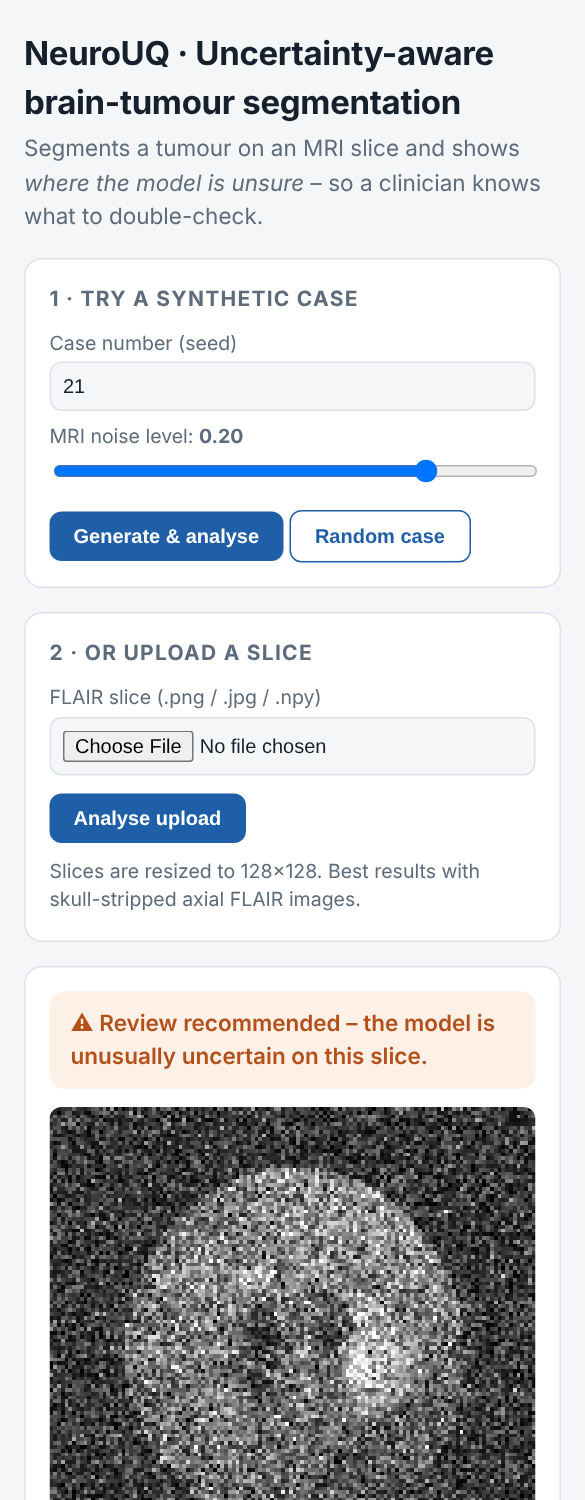 NeuroUQ · Uncertainty-aware
brain-tumour segmentation
Segments a tumour on an MRI slice and shows
where the model is unsure – so a clinician knows
what to double-check.
1 · TRY A SYNTHETIC CASE
Case number (seed)
21
MRI noise level: 0.20
Generate & analyse
Random case
2 · OR UPLOAD A SLICE
FLAIR slice (.png / .jpg / .npy)
Choose File No file chosen
Analyse upload
Slices are resized to 128×128. Best results with
skull-stripped axial FLAIR images.
⚠ Review recommended – the model is
unusually uncertain on this slice.